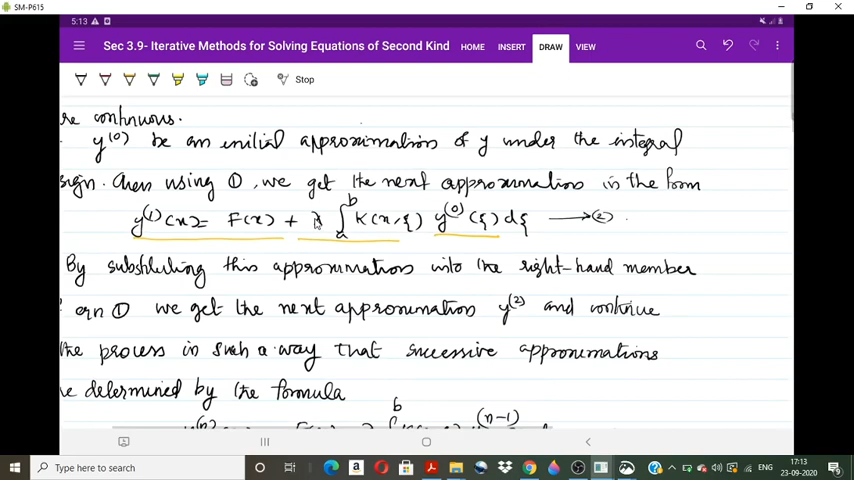 SM-P615
5:13
Sec 3.9- Iterative Methods for Solving Equations of Second Kind HOME INSERT DRAW VIEW
Stop
re continuous.
y^(0) be an initial approximation of y under the integral
sign. Then using ①, we get the next approximation in the form
y^(1)(x) = F(x) + λ ∫_a^b K(x,ξ) y^(0)(ξ) dξ ⟶ (2)
By substituting this approximation into the right-hand member
eqn ① we get the next approximation y^(2) and continue
the process in such a way that successive approximations
re determined by the formula
b (n-1)
Type here to search
ENG
17:13
23-09-2020